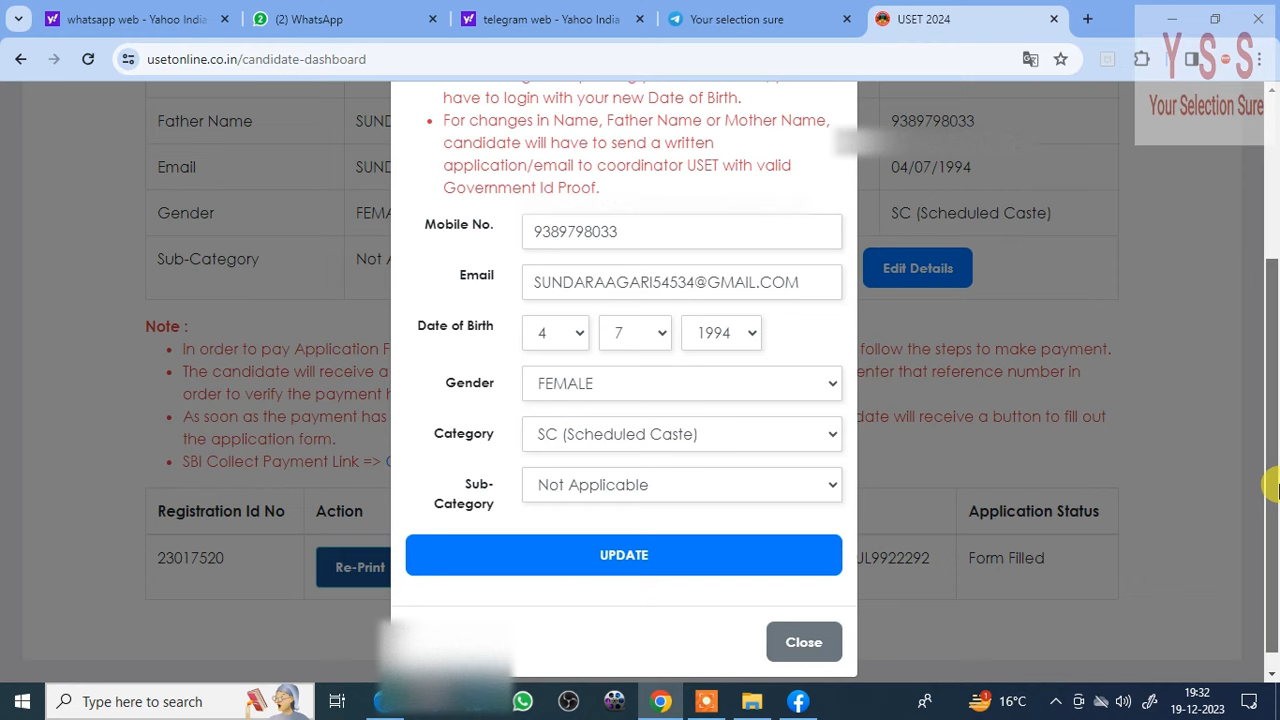 whatsapp web - Yahoo India
(2) WhatsApp
telegram web - Yahoo India
Your selection sure
USET 2024
usetonline.co.in/candidate-dashboard
Y-S-S
Your Selection Sure
have to login with your new Date of Birth.
For changes in Name, Father Name or Mother Name,
candidate will have to send a written
application/email to coordinator USET with valid
Government Id Proof.
Father Name SUND 9389798033
Email SUND 04/07/1994
Gender FEMA SC (Scheduled Caste)
Sub-Category Not A Edit Details
Mobile No. 9389798033
Email SUNDARAAGARI54534@GMAIL.COM
Date of Birth 4 7 1994
Gender FEMALE
Category SC (Scheduled Caste)
Sub-
Category Not Applicable
UPDATE
Close
Note :
In order to pay Application F follow the steps to make payment.
The candidate will receive a enter that reference number in
order to verify the payment h
As soon as the payment has date will receive a button to fill out
the application form.
SBI Collect Payment Link =>
Registration Id No Action Application Status
23017520 Re-Print JL9922292 Form Filled
Type here to search
16°C
19:32
19-12-2023